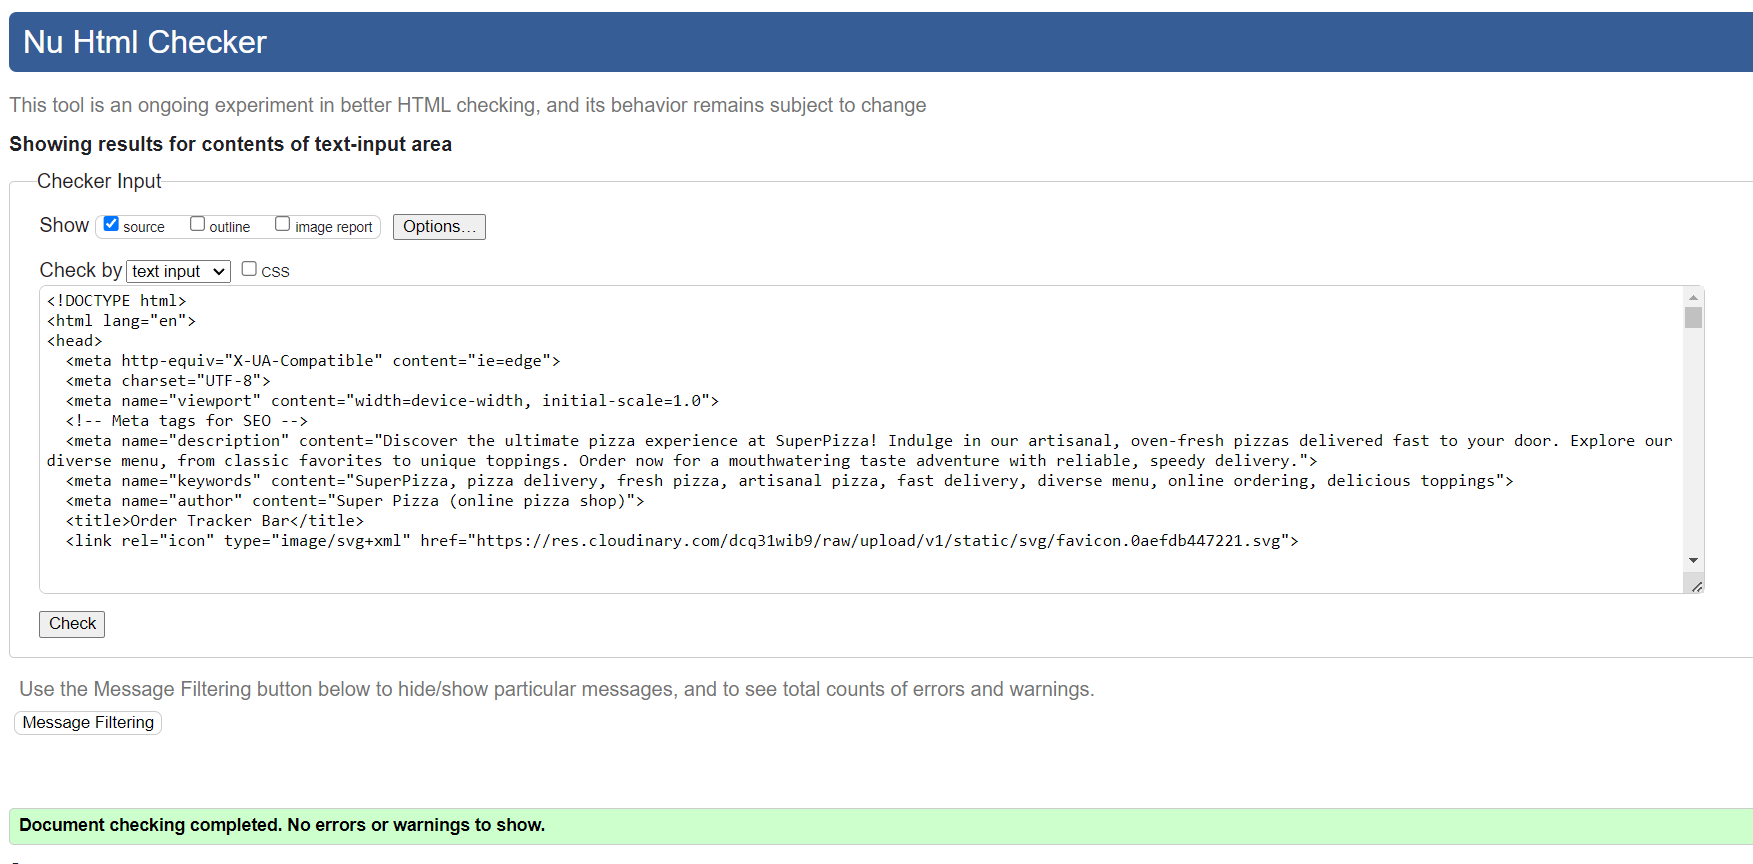 Nu Html Checker
This tool is an ongoing experiment in better HTML checking, and its behavior remains subject to change
Showing results for contents of text-input area
Checker Input
Show source outline image report Options...
Check by text input CSS
<!DOCTYPE html>
<html lang="en">
<head>
  <meta http-equiv="X-UA-Compatible" content="ie=edge">
  <meta charset="UTF-8">
  <meta name="viewport" content="width=device-width, initial-scale=1.0">
  <!-- Meta tags for SEO -->
  <meta name="description" content="Discover the ultimate pizza experience at SuperPizza! Indulge in our artisanal, oven-fresh pizzas delivered fast to your door. Explore our
diverse menu, from classic favorites to unique toppings. Order now for a mouthwatering taste adventure with reliable, speedy delivery.">
  <meta name="keywords" content="SuperPizza, pizza delivery, fresh pizza, artisanal pizza, fast delivery, diverse menu, online ordering, delicious toppings">
  <meta name="author" content="Super Pizza (online pizza shop)">
  <title>Order Tracker Bar</title>
  <link rel="icon" type="image/svg+xml" href="https://res.cloudinary.com/dcq31wib9/raw/upload/v1/static/svg/favicon.0aefdb447221.svg">
Check
Use the Message Filtering button below to hide/show particular messages, and to see total counts of errors and warnings.
Message Filtering
Document checking completed. No errors or warnings to show.